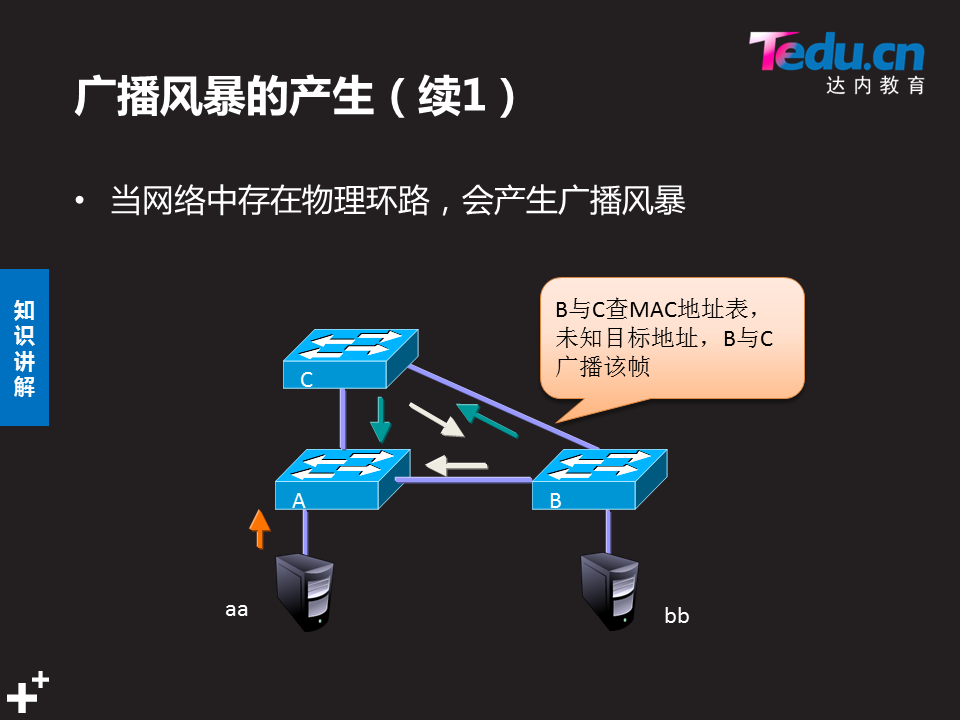 Tedu.cn
达内教育
广播风暴的产生（续1）
• 当网络中存在物理环路，会产生广播风暴
知
识
讲
解
B与C查MAC地址表，
未知目标地址，B与C
广播该帧
C
A
B
aa
bb